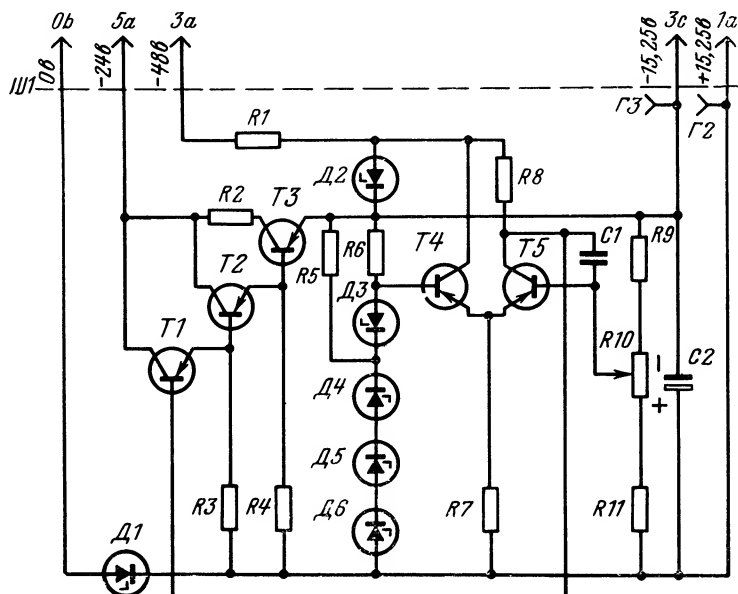 0b 5a 3a 3c 1a
0в -24в -48в -15,25в +15,25в
Ш1
Г3 Г2
R1
Д2
R8
R2 T3
R5 R6 T4 T5 C1 R9
T2
Д3
T1
R10
Д4
- C2
+
Д5
R3 R4 Д6 R7 R11
Д1